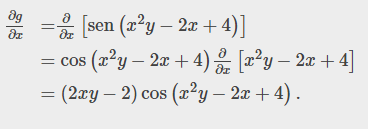 ∂g/∂x = ∂/∂x [sen (x²y − 2x + 4)]
= cos (x²y − 2x + 4) ∂/∂x [x²y − 2x + 4]
= (2xy − 2) cos (x²y − 2x + 4) .